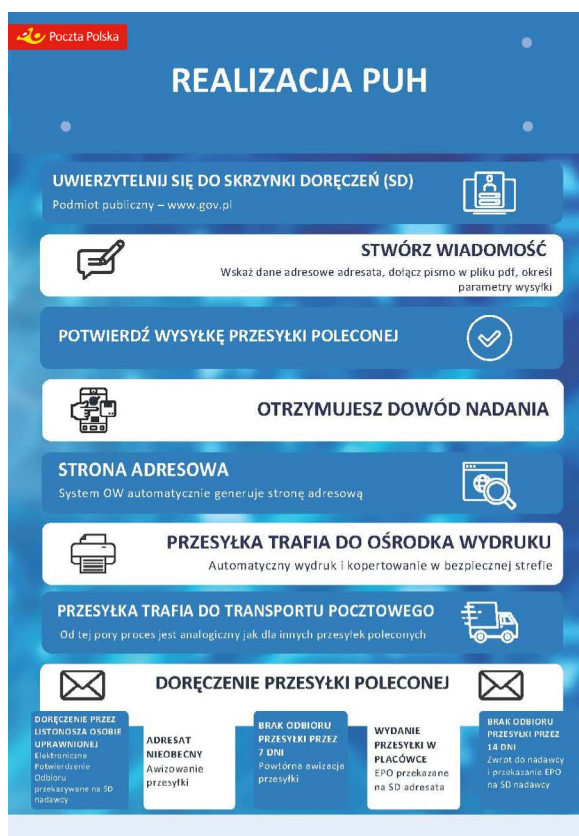 Poczta Polska
REALIZACJA PUH
UWIERZYTELNIJ SIĘ DO SKRZYNKI DORĘCZEŃ (SD)
Podmiot publiczny – www.gov.pl
STWÓRZ WIADOMOŚĆ
Wskaż dane adresowe adresata, dołącz pismo w pliku pdf, określ
parametry wysyłki
POTWIERDŹ WYSYŁKĘ PRZESYŁKI POLECONEJ
OTRZYMUJESZ DOWÓD NADANIA
STRONA ADRESOWA
System OW automatycznie generuje stronę adresową
PRZESYŁKA TRAFIA DO OŚRODKA WYDRUKU
Automatyczny wydruk i kopertowanie w bezpiecznej strefie
PRZESYŁKA TRAFIA DO TRANSPORTU POCZTOWEGO
Od tej pory proces jest analogiczny jak dla innych przesyłek poleconych
DORĘCZENIE PRZESYŁKI POLECONEJ
DORĘCZENIE PRZEZ
LISTONOSZA OSOBIE
UPRAWNIONEJ
Elektroniczne
Potwierdzenie
Odbioru
przekazywane na SD
nadawcy
ADRESAT
NIEOBECNY
Awizowanie
przesyłki
BRAK ODBIORU
PRZESYŁKI PRZEZ
7 DNI
Powtórna awizacja
przesyłki
WYDANIE
PRZESYŁKI W
PLACÓWCE
EPO przekazane
na SD adresata
BRAK ODBIORU
PRZESYŁKI PRZEZ
14 DNI
Zwrot do nadawcy
i przekazanie EPO
na SD nadawcy